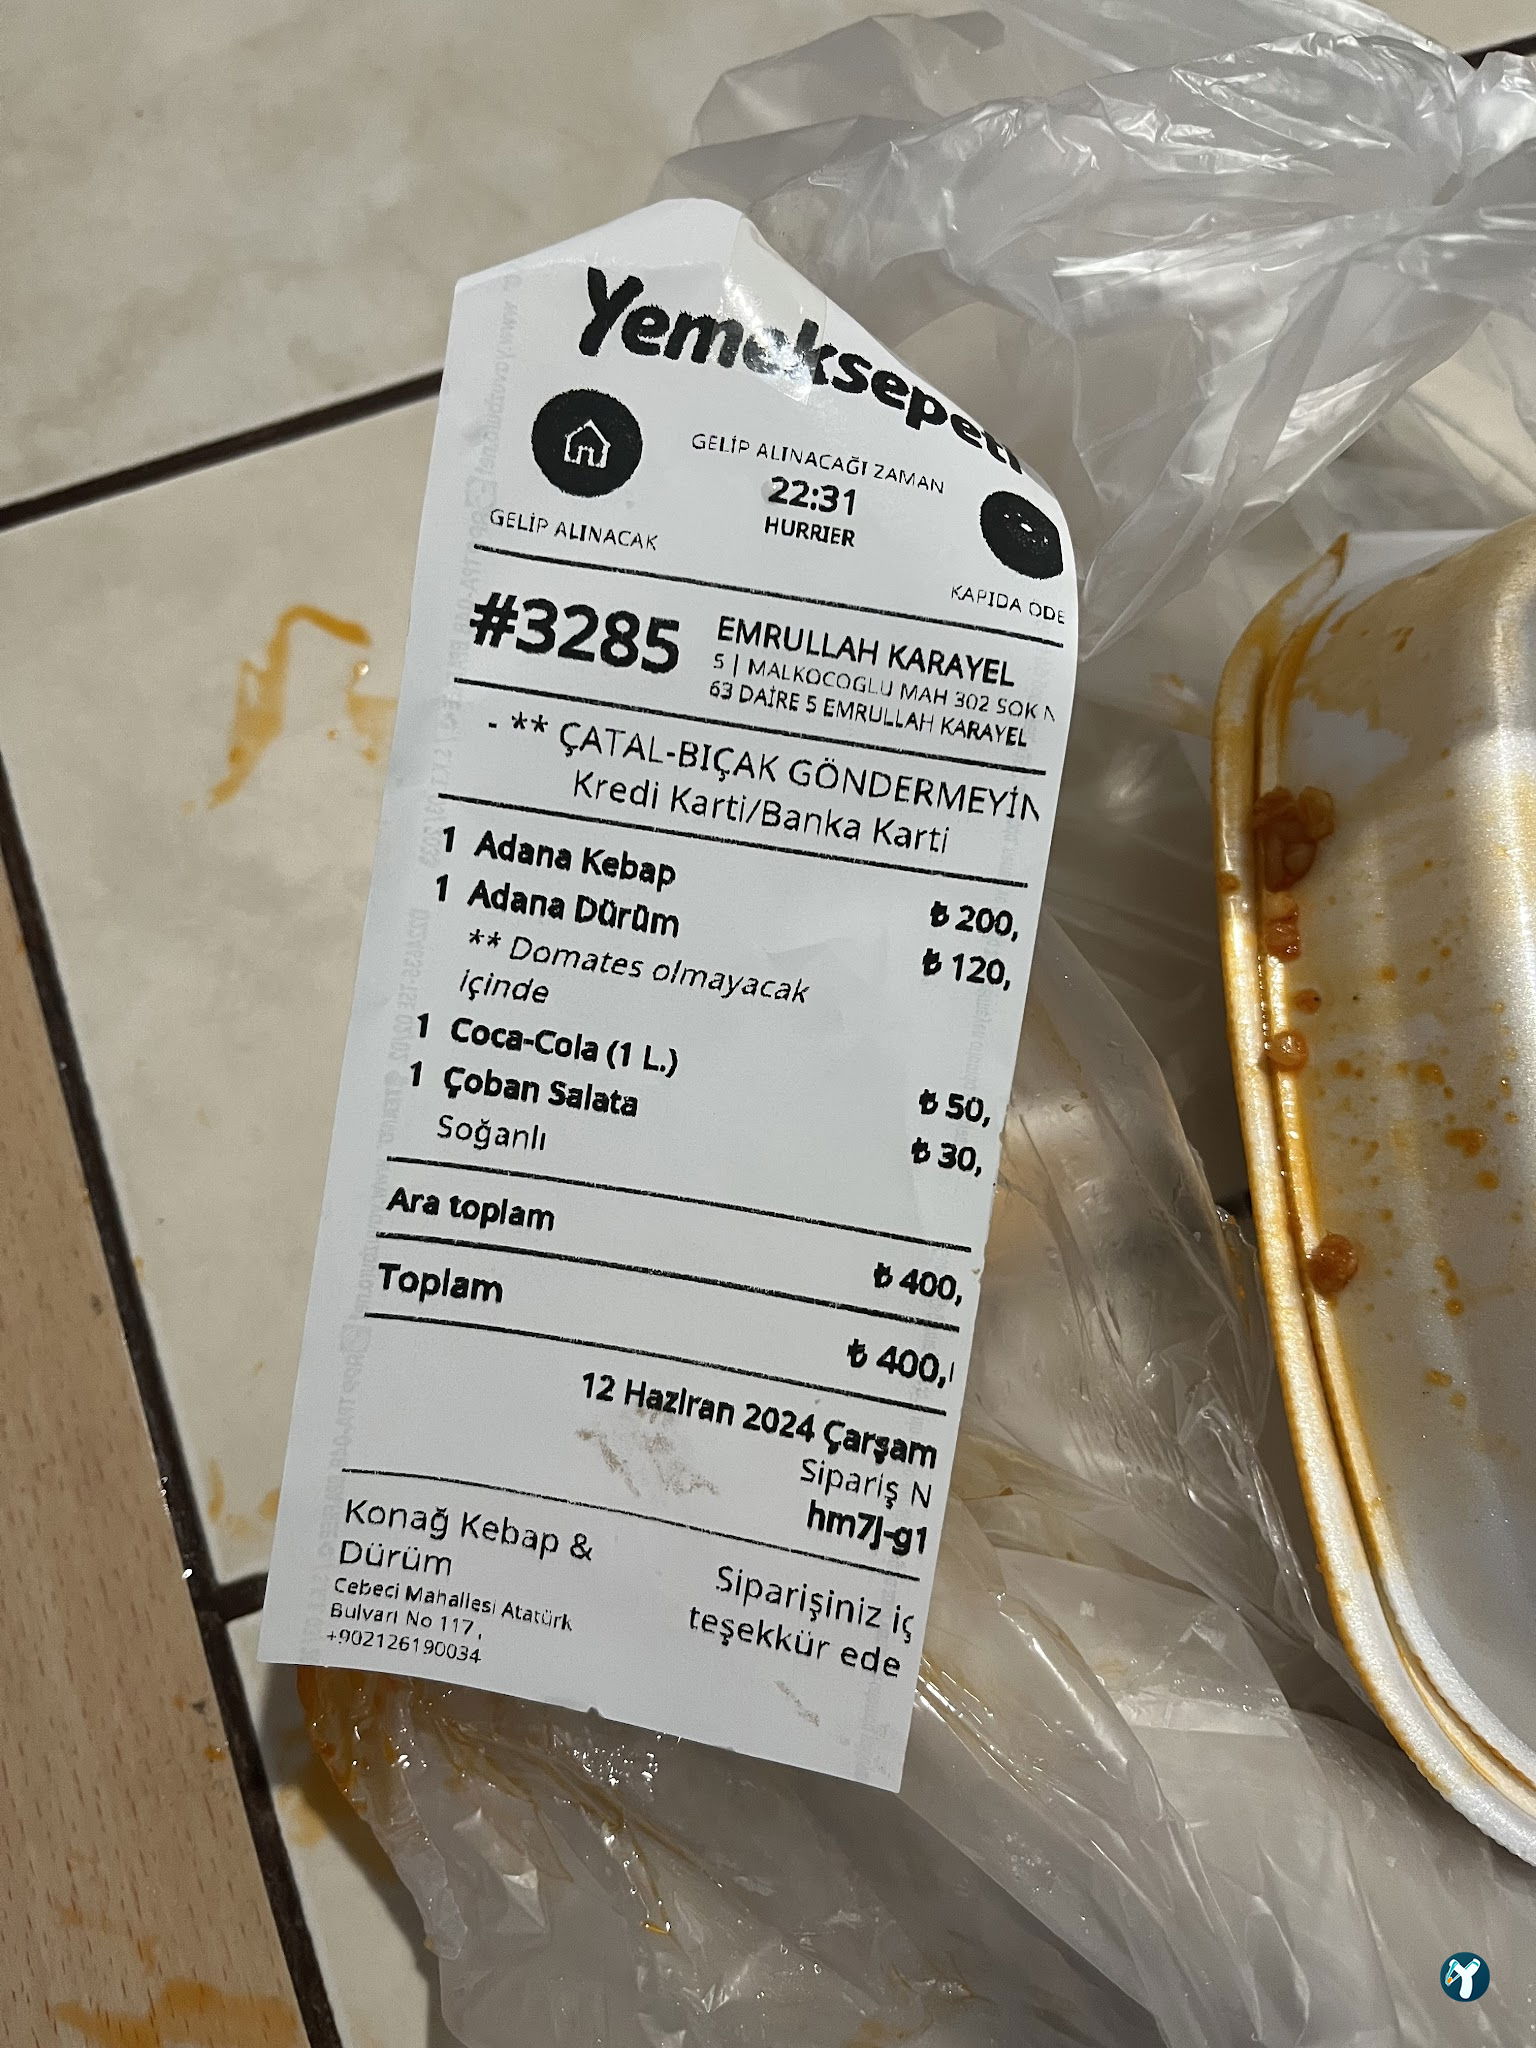 Yemeksepeti
GELİP ALINACAĞI ZAMAN
22:31
HURRIER
GELİP ALINACAK
KAPIDA ÖDE
#3285
EMRULLAH KARAYEL
5 | MALKOCOGLU MAH 302 SOK N
63 DAİRE 5 EMRULLAH KARAYEL
- ** ÇATAL-BIÇAK GÖNDERMEYİN
Kredi Karti/Banka Karti
1 Adana Kebap ₺ 200,
1 Adana Dürüm ₺ 120,
** Domates olmayacak
içinde
1 Coca-Cola (1 L.) ₺ 50,
1 Çoban Salata ₺ 30,
Soğanlı
Ara toplam ₺ 400,
Toplam ₺ 400,
12 Haziran 2024 Çarşam
Sipariş N
hm7j-g1
Konağ Kebap &
Dürüm
Cebeci Mahallesi Atatürk
Bulvarı No 117,
+902126190034
Siparişiniz iç
teşekkür ede